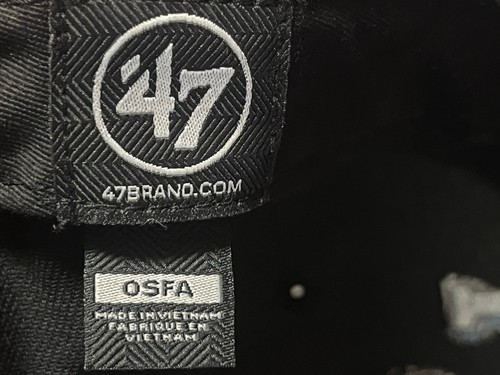 '47
47BRAND.COM
OSFA
MADE IN VIETNAM
FABRIQUE EN
VIETNAM